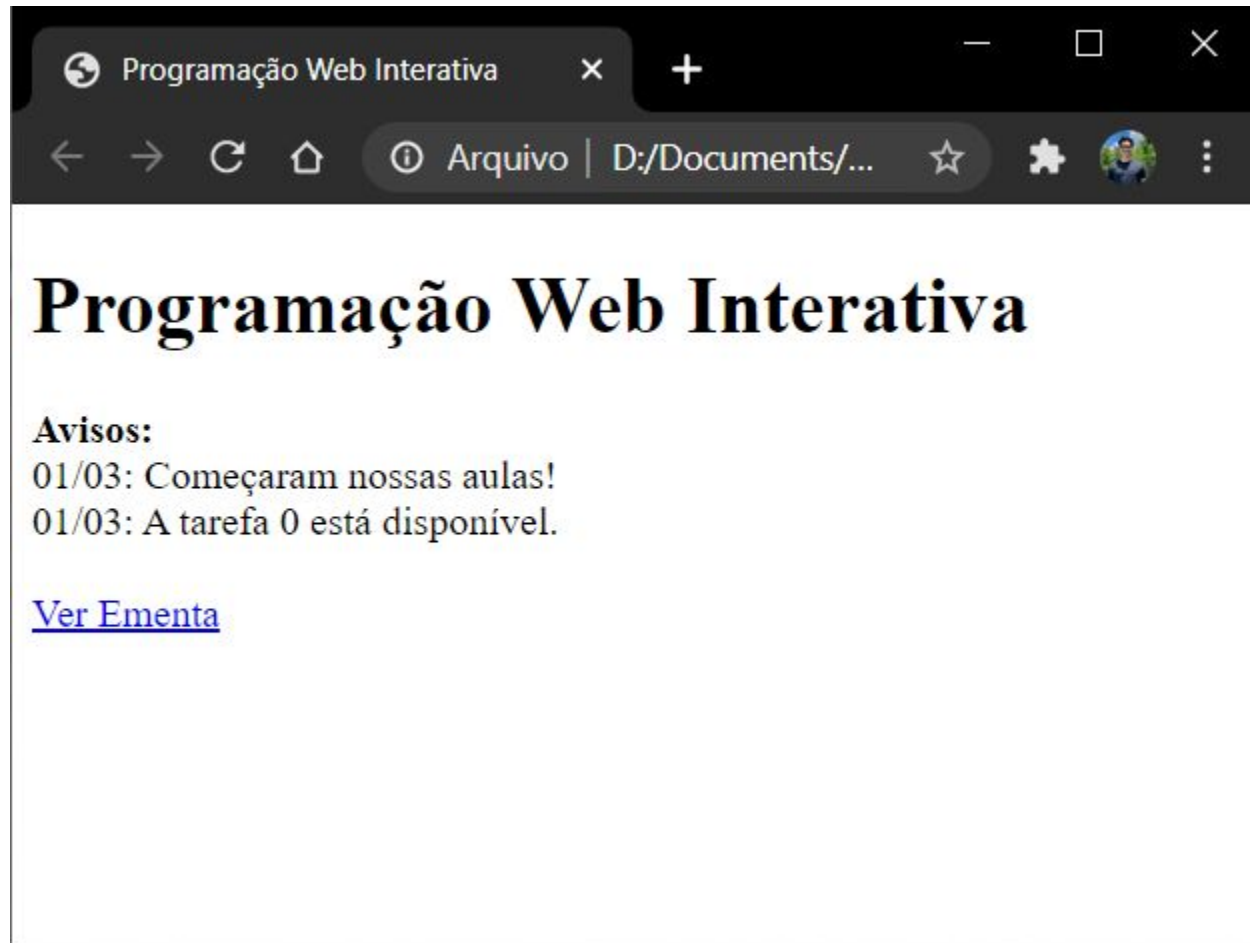 Programação Web Interativa
Arquivo | D:/Documents/...
Programação Web Interativa
Avisos:
01/03: Começaram nossas aulas!
01/03: A tarefa 0 está disponível.
Ver Ementa